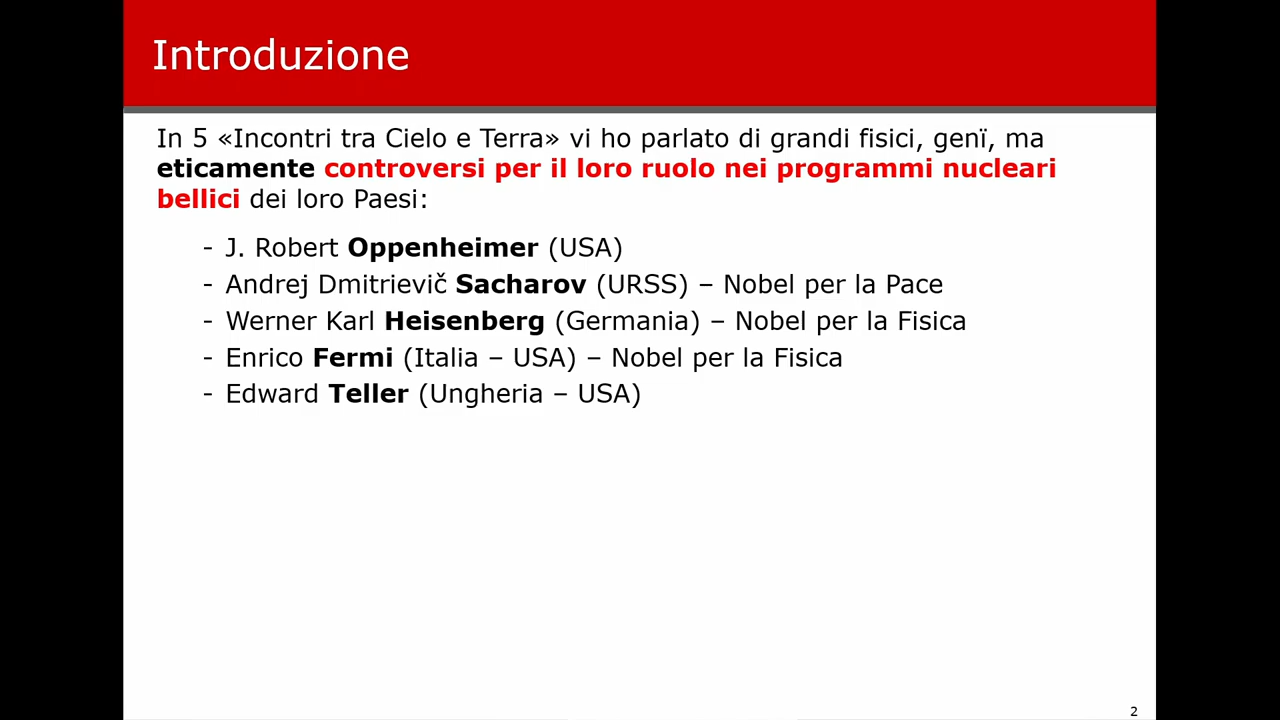 Introduzione
In 5 «Incontri tra Cielo e Terra» vi ho parlato di grandi fisici, genï, ma
eticamente controversi per il loro ruolo nei programmi nucleari
bellici dei loro Paesi:
- J. Robert Oppenheimer (USA)
- Andrej Dmitrievič Sacharov (URSS) – Nobel per la Pace
- Werner Karl Heisenberg (Germania) – Nobel per la Fisica
- Enrico Fermi (Italia – USA) – Nobel per la Fisica
- Edward Teller (Ungheria – USA)
2